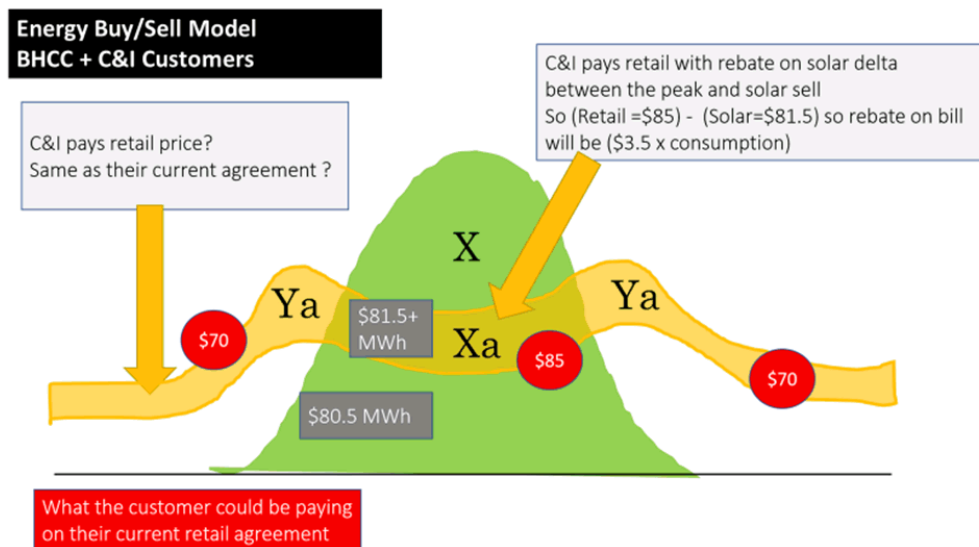 Energy Buy/Sell Model
BHCC + C&I Customers
C&I pays retail price?
Same as their current agreement ?
C&I pays retail with rebate on solar delta
between the peak and solar sell
So (Retail =$85) - (Solar=$81.5) so rebate on bill
will be ($3.5 x consumption)
X
Ya
Ya
$81.5+
MWh
Xa
$70
$85
$70
$80.5 MWh
What the customer could be paying
on their current retail agreement